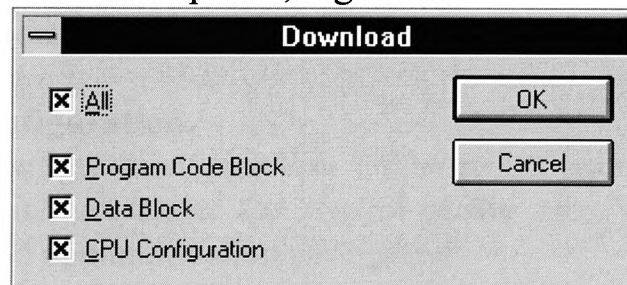 Download
All
OK
Program Code Block
Cancel
Data Block
CPU Configuration